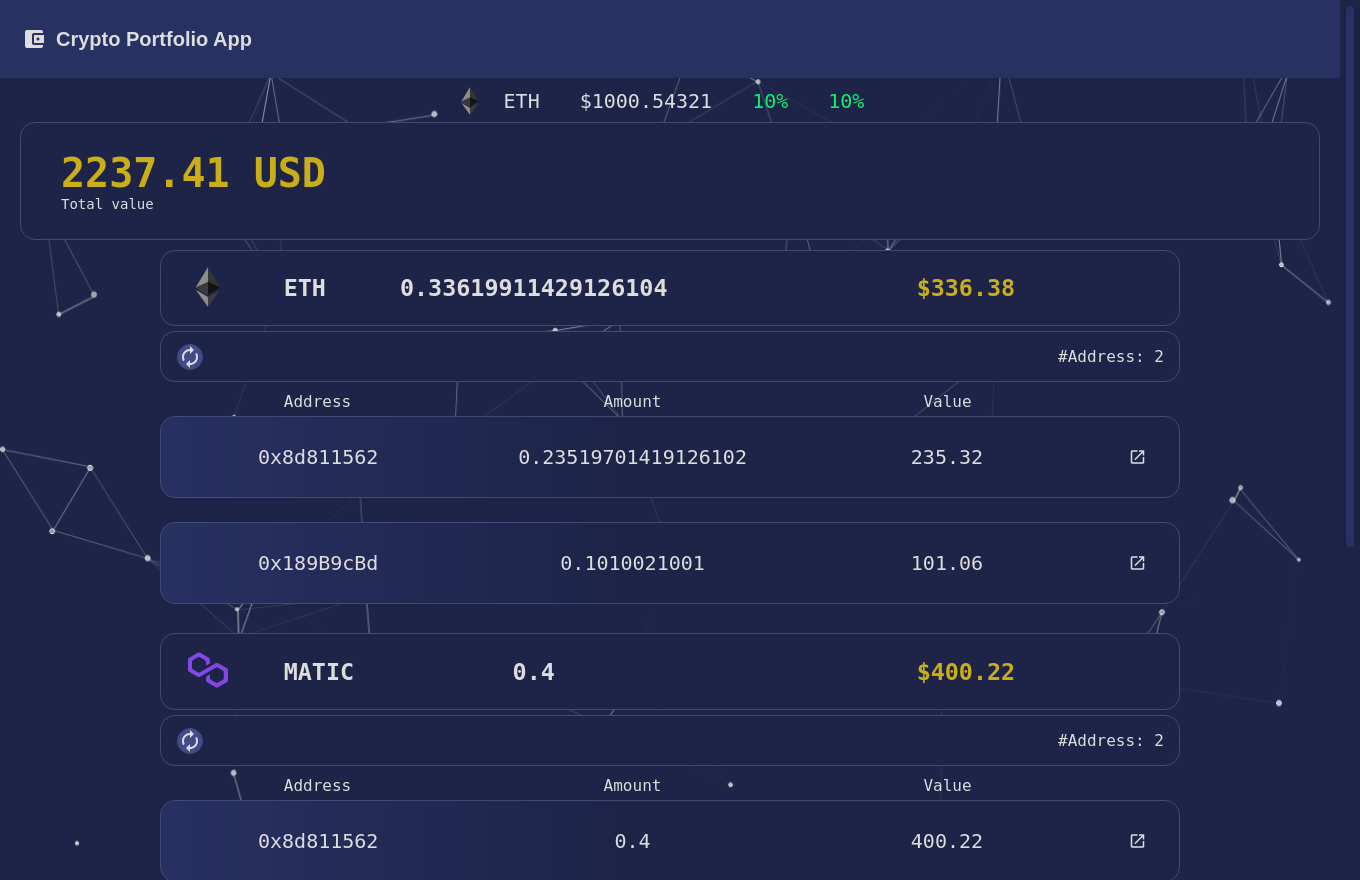 Crypto Portfolio App
ETH $1000.54321 10% 10%
2237.41 USD
Total value
ETH 0.33619911429126104 $336.38
#Address: 2
Address Amount Value
0x8d811562 0.23519701419126102 235.32
0x189B9cBd 0.1010021001 101.06
MATIC 0.4 $400.22
#Address: 2
Address Amount Value
0x8d811562 0.4 400.22